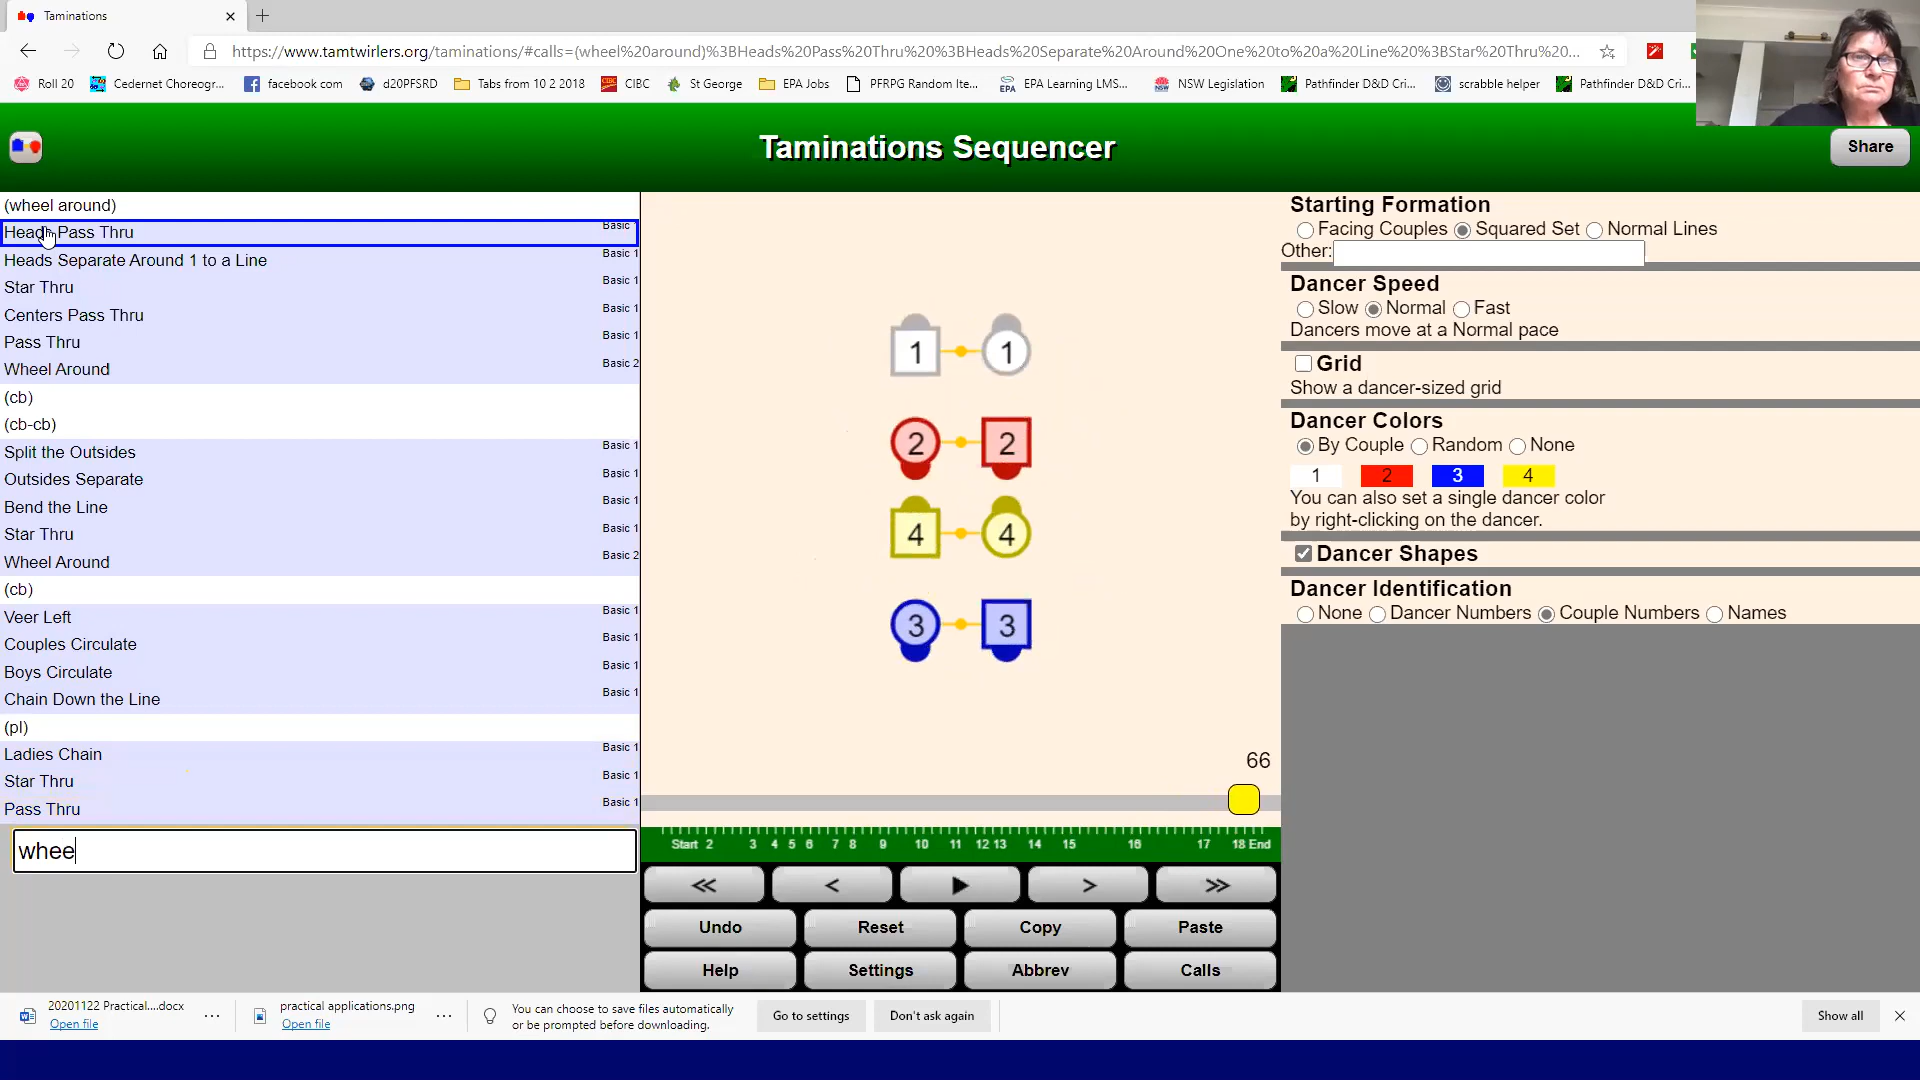 Taminations
https://www.tamtwirlers.org/taminations/#calls=(wheel%20around)%3BHeads%20Pass%20Thru%20%3BHeads%20Separate%20Around%20One%20to%20a%20Line%20%3BStar%20Thru%20...
Roll 20
Cedernet Choreogr...
facebook com
d20PFSRD
Tabs from 10 2 2018
CIBC
St George
EPA Jobs
PFRPG Random Ite...
EPA Learning LMS...
NSW Legislation
Pathfinder D&D Cri...
scrabble helper
Pathfinder D&D Cri...
Taminations Sequencer
Share
(wheel around)
Heads Pass Thru Basic
Heads Separate Around 1 to a Line Basic 1
Star Thru Basic 1
Centers Pass Thru Basic 1
Pass Thru Basic 1
Wheel Around Basic 2
(cb)
(cb-cb)
Split the Outsides Basic 1
Outsides Separate Basic 1
Bend the Line Basic 1
Star Thru Basic 1
Wheel Around Basic 2
(cb)
Veer Left Basic 1
Couples Circulate Basic 1
Boys Circulate Basic 1
Chain Down the Line Basic 1
(pl)
Ladies Chain Basic 1
Star Thru Basic 1
Pass Thru Basic 1
whee
1 1
2 2
4 4
3 3
66
Start 2 3 4 5 6 7 8 9 10 11 12 13 14 15 16 17 18 End
≪ < > ≫
Undo Reset Copy Paste
Help Settings Abbrev Calls
Starting Formation
Facing Couples Squared Set Normal Lines
Other:
Dancer Speed
Slow Normal Fast
Dancers move at a Normal pace
Grid
Show a dancer-sized grid
Dancer Colors
By Couple Random None
1 2 3 4
You can also set a single dancer color
by right-clicking on the dancer.
Dancer Shapes
Dancer Identification
None Dancer Numbers Couple Numbers Names
20201122 Practical....docx
Open file
practical applications.png
Open file
You can choose to save files automatically
or be prompted before downloading.
Go to settings
Don't ask again
Show all